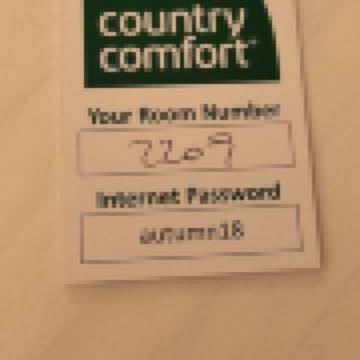 country
comfort
Your Room Number
2209
Internet Password
autumn18